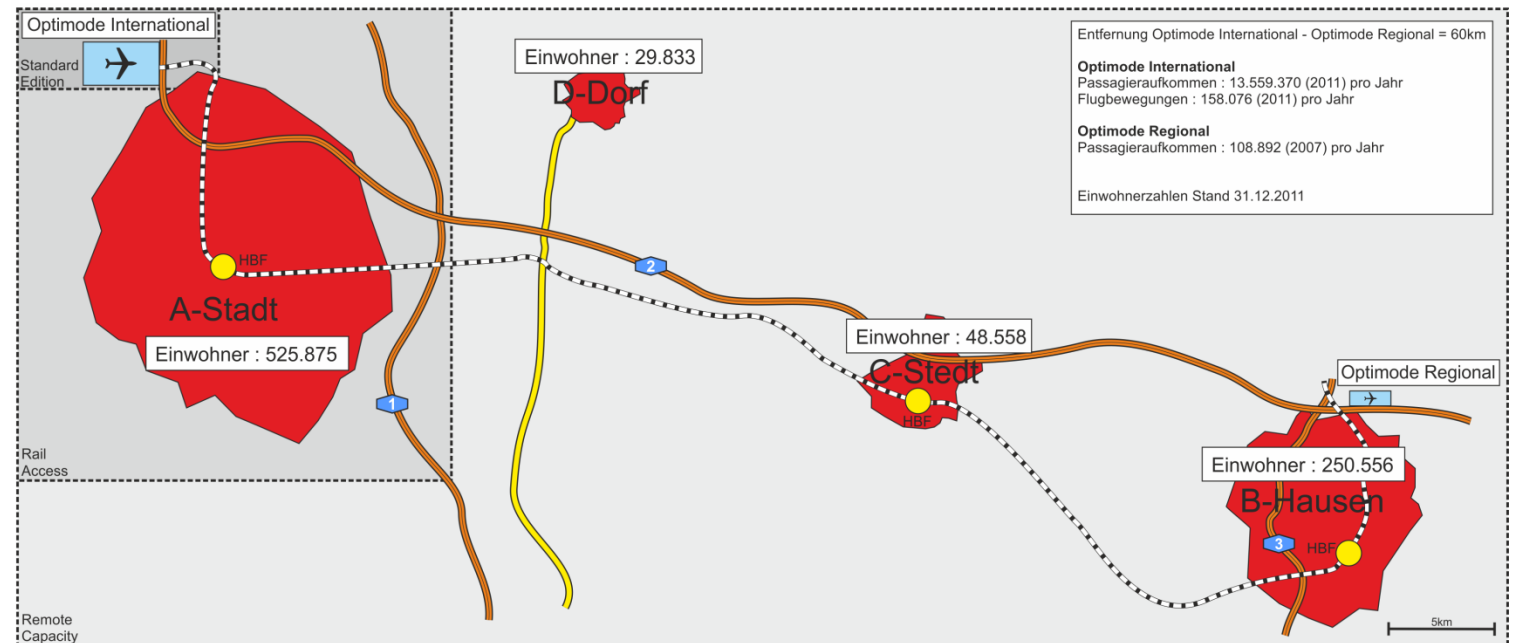 Optimode International
Standard
Edition
Einwohner : 29.833
D-Dorf
Entfernung Optimode International - Optimode Regional = 60km
Optimode International
Passagieraufkommen : 13.559.370 (2011) pro Jahr
Flugbewegungen : 158.076 (2011) pro Jahr
Optimode Regional
Passagieraufkommen : 108.892 (2007) pro Jahr
Einwohnerzahlen Stand 31.12.2011
HBF
2
A-Stadt
Einwohner : 525.875
Einwohner : 48.558
C-Stedt
HBF
Optimode Regional
1
Rail
Access
Einwohner : 250.556
B-Hausen
3
HBF
Remote
Capacity
5km